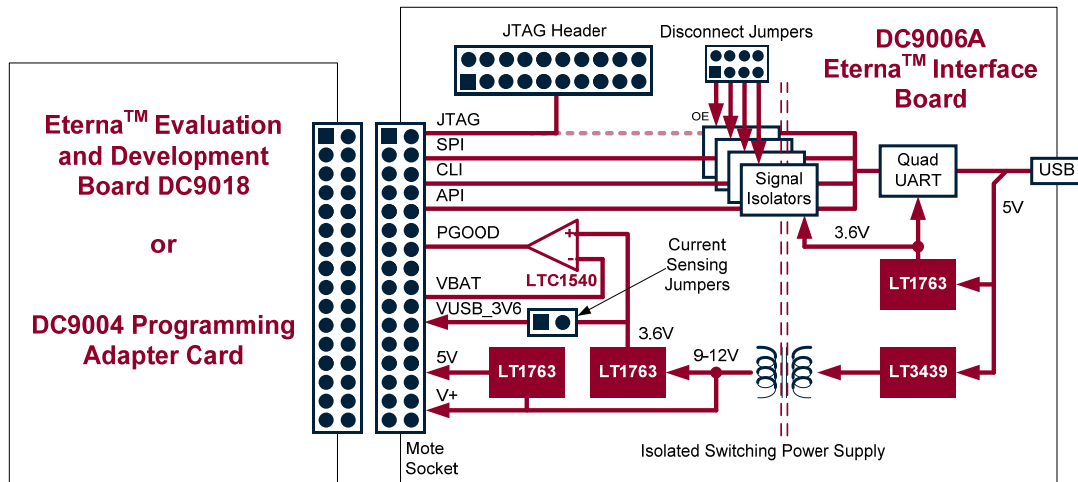 JTAG Header
Disconnect Jumpers
DC9006A
Eterna™ Interface
Board
Eterna™ Evaluation
and Development
Board DC9018
or
DC9004 Programming
Adapter Card
JTAG
SPI
CLI
API
PGOOD
VBAT
VUSB_3V6
5V
V+
OE
Signal
Isolators
Quad
UART
USB
5V
3.6V
LT1763
+
-
LTC1540
Current
Sensing
Jumpers
3.6V
9-12V
LT1763
LT1763
LT3439
Mote
Socket
Isolated Switching Power Supply